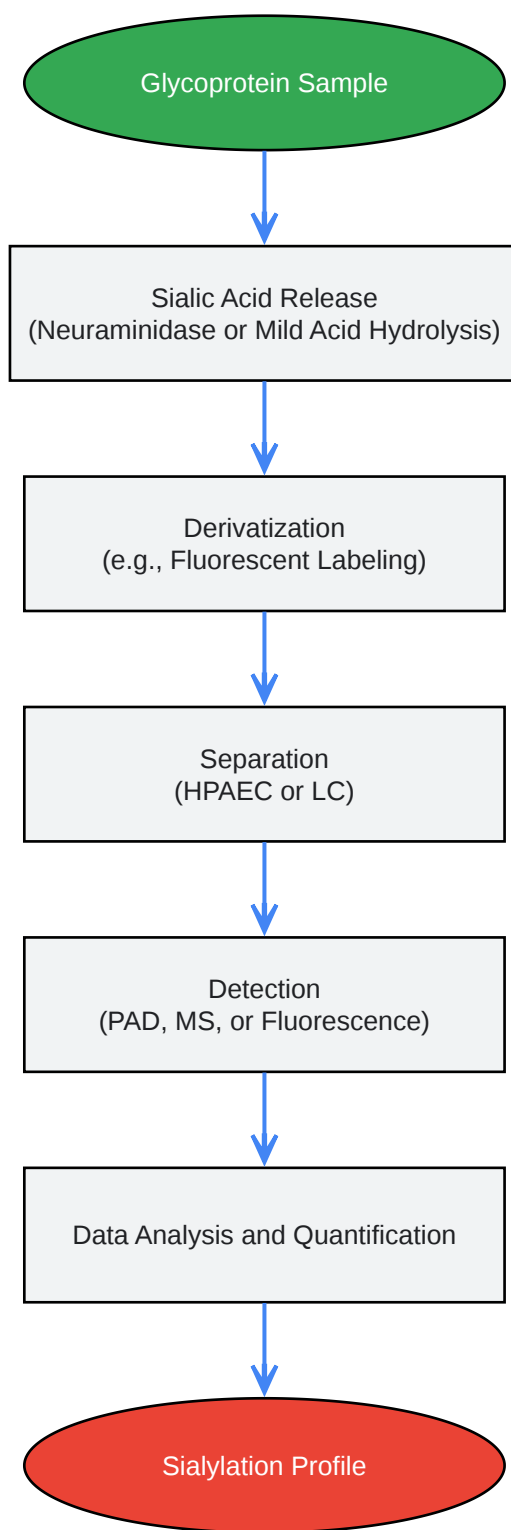 Glycoprotein Sample
Sialic Acid Release
(Neuraminidase or Mild Acid Hydrolysis)
Derivatization
(e.g., Fluorescent Labeling)
Separation
(HPAEC or LC)
Detection
(PAD, MS, or Fluorescence)
Data Analysis and Quantification
Sialylation Profile